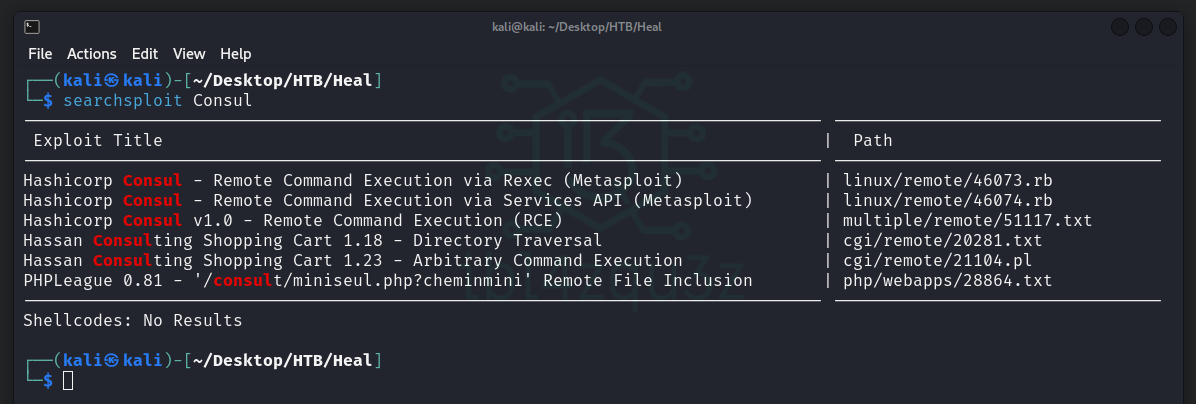 kali@kali: ~/Desktop/HTB/Heal
File Actions Edit View Help
┌──(kali㉿kali)-[~/Desktop/HTB/Heal]
└─$ searchsploit Consul
Exploit Title | Path
Hashicorp Consul - Remote Command Execution via Rexec (Metasploit) | linux/remote/46073.rb
Hashicorp Consul - Remote Command Execution via Services API (Metasploit) | linux/remote/46074.rb
Hashicorp Consul v1.0 - Remote Command Execution (RCE) | multiple/remote/51117.txt
Hassan Consulting Shopping Cart 1.18 - Directory Traversal | cgi/remote/20281.txt
Hassan Consulting Shopping Cart 1.23 - Arbitrary Command Execution | cgi/remote/21104.pl
PHPLeague 0.81 - '/consult/miniseul.php?cheminmini' Remote File Inclusion | php/webapps/28864.txt
Shellcodes: No Results
┌──(kali㉿kali)-[~/Desktop/HTB/Heal]
└─$